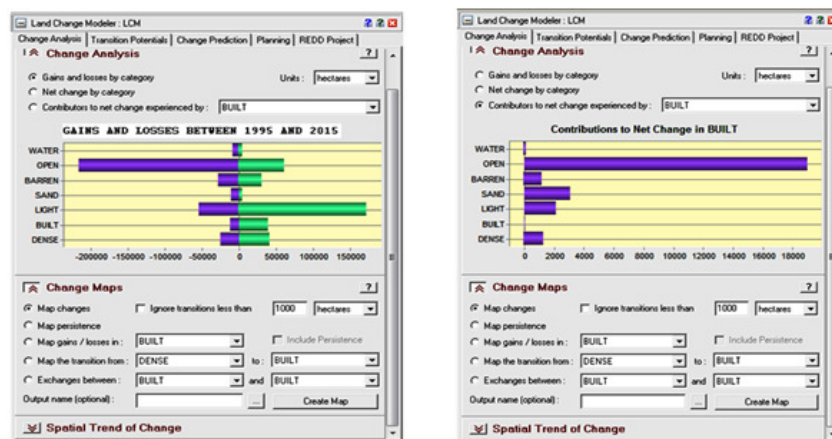 Land Change Modeler : LCM
Change Analysis Transition Potentials Change Prediction Planning REDD Project
Change Analysis ?
Gains and losses by category Units : hectares
Net change by category
Contributors to net change experienced by : BUILT
GAINS AND LOSSES BETWEEN 1995 AND 2015
WATER
OPEN
BARREN
SAND
LIGHT
BUILT
DENSE
-200000 -150000 -100000 -50000 0 50000 100000 150000
Change Maps ?
Map changes Ignore transitions less than 1000 hectares
Map persistence
Map gains / losses in : BUILT Include Persistence
Map the transition from : DENSE to : BUILT
Exchanges between : BUILT and BUILT
Output name (optional) : ... Create Map
Spatial Trend of Change
Land Change Modeler : LCM
Change Analysis Transition Potentials Change Prediction Planning REDD Project
Change Analysis ?
Gains and losses by category Units : hectares
Net change by category
Contributors to net change experienced by : BUILT
Contributions to Net Change in BUILT
WATER
OPEN
BARREN
SAND
LIGHT
BUILT
DENSE
0 2000 4000 6000 8000 10000 12000 14000 16000 18000
Change Maps ?
Map changes Ignore transitions less than 1000 hectares
Map persistence
Map gains / losses in : BUILT Include Persistence
Map the transition from : DENSE to : BUILT
Exchanges between : BUILT and BUILT
Output name (optional) : ... Create Map
Spatial Trend of Change